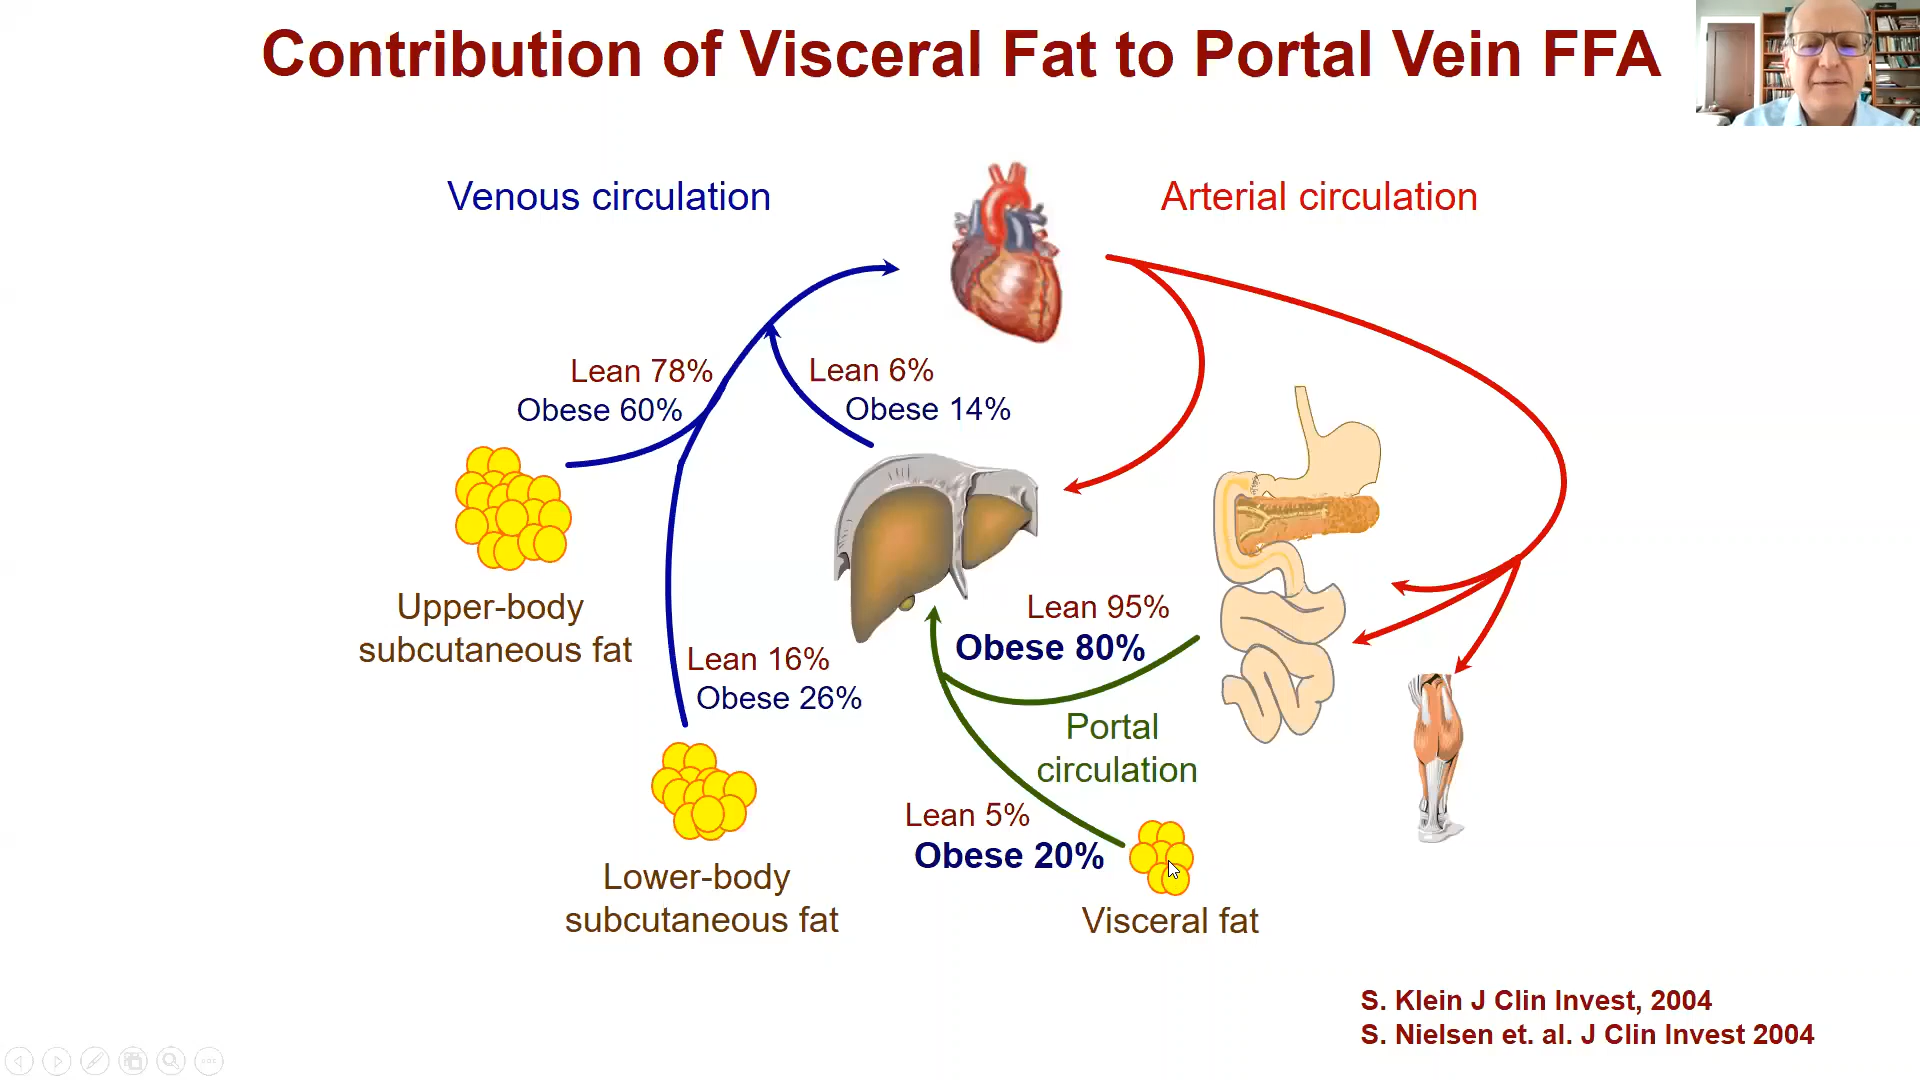 Contribution of Visceral Fat to Portal Vein FFA
Venous circulation
Arterial circulation
Lean 78%
Obese 60%
Lean 6%
Obese 14%
Upper-body
subcutaneous fat
Lean 95%
Obese 80%
Lean 16%
Obese 26%
Portal
circulation
Lean 5%
Obese 20%
Lower-body
subcutaneous fat
Visceral fat
S. Klein J Clin Invest, 2004
S. Nielsen et. al. J Clin Invest 2004